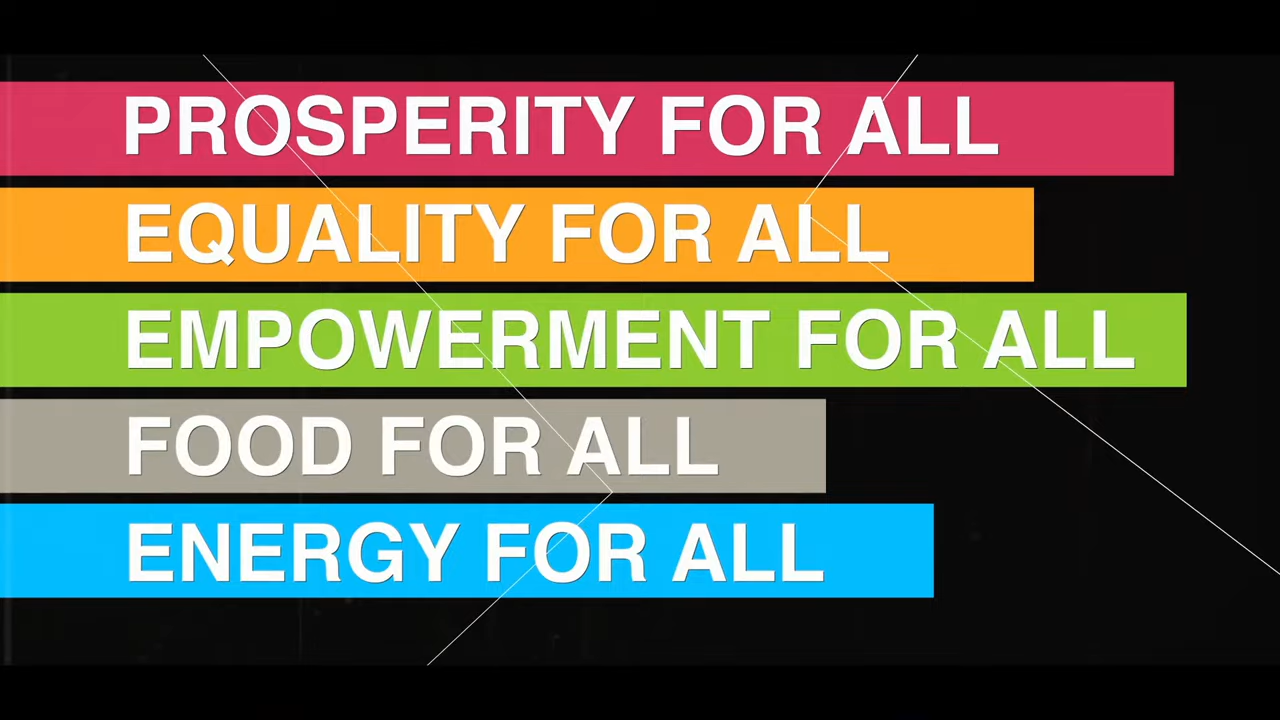 PROSPERITY FOR ALL
EQUALITY FOR ALL
EMPOWERMENT FOR ALL
FOOD FOR ALL
ENERGY FOR ALL